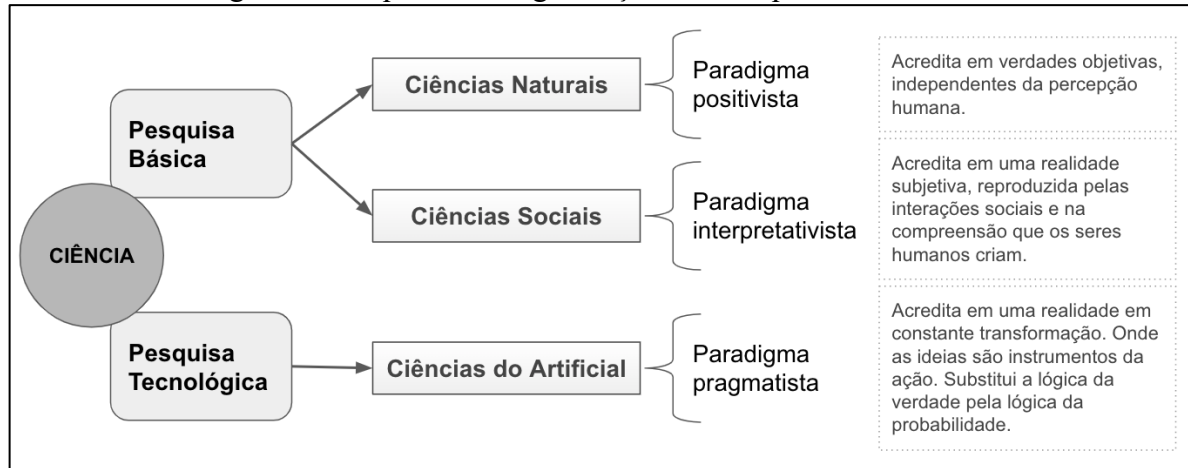 CIÊNCIA
Pesquisa
Básica
Ciências Naturais
Paradigma
positivista
Acredita em verdades objetivas,
independentes da percepção
humana.
Ciências Sociais
Paradigma
interpretativista
Acredita em uma realidade
subjetiva, reproduzida pelas
interações sociais e na
compreensão que os seres
humanos criam.
Pesquisa
Tecnológica
Ciências do Artificial
Paradigma
pragmatista
Acredita em uma realidade em
constante transformação. Onde
as ideias são instrumentos da
ação. Substitui a lógica da
verdade pela lógica da
probabilidade.